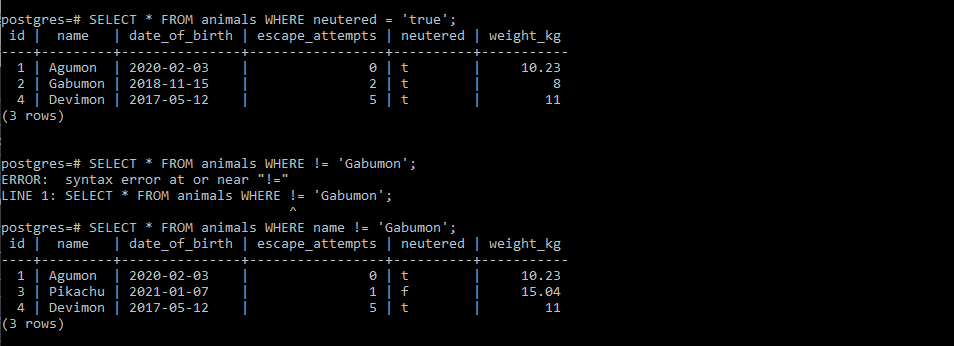 postgres=# SELECT * FROM animals WHERE neutered = 'true';
 id |  name   | date_of_birth | escape_attempts | neutered | weight_kg
----+---------+---------------+-----------------+----------+-----------
  1 | Agumon  | 2020-02-03    |               0 | t        |     10.23
  2 | Gabumon | 2018-11-15    |               2 | t        |         8
  4 | Devimon | 2017-05-12    |               5 | t        |        11
(3 rows)
postgres=# SELECT * FROM animals WHERE != 'Gabumon';
ERROR:  syntax error at or near "!="
LINE 1: SELECT * FROM animals WHERE != 'Gabumon';
                                    ^
postgres=# SELECT * FROM animals WHERE name != 'Gabumon';
 id |  name   | date_of_birth | escape_attempts | neutered | weight_kg
----+---------+---------------+-----------------+----------+-----------
  1 | Agumon  | 2020-02-03    |               0 | t        |     10.23
  3 | Pikachu | 2021-01-07    |               1 | f        |     15.04
  4 | Devimon | 2017-05-12    |               5 | t        |        11
(3 rows)